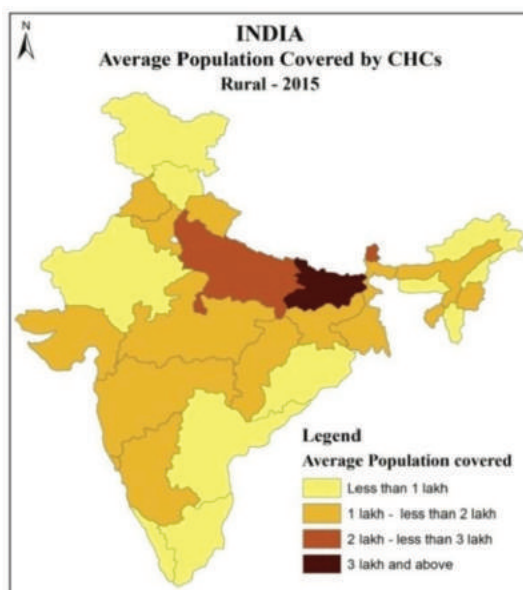 N
INDIA
Average Population Covered by CHCs
Rural - 2015
Legend
Average Population covered
Less than 1 lakh
1 lakh - less than 2 lakh
2 lakh - less than 3 lakh
3 lakh and above